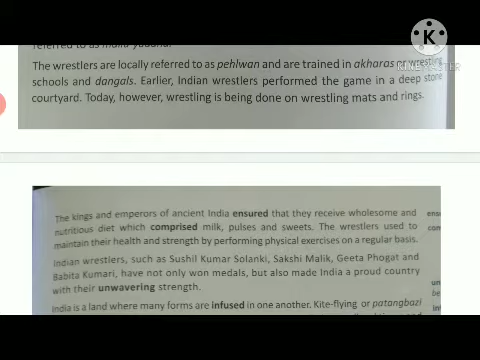 referred to as malla-yuddha.
The wrestlers are locally referred to as pehlwan and are trained in akharas or wrestling
schools and dangals. Earlier, Indian wrestlers performed the game in a deep stone
courtyard. Today, however, wrestling is being done on wrestling mats and rings.
The kings and emperors of ancient India ensured that they receive wholesome and
nutritious diet which comprised milk, pulses and sweets. The wrestlers used to
maintain their health and strength by performing physical exercises on a regular basis.
Indian wrestlers, such as Sushil Kumar Solanki, Sakshi Malik, Geeta Phogat and
Babita Kumari, have not only won medals, but also made India a proud country
with their unwavering strength.
India is a land where many forms are infused in one another. Kite-flying or patangbazi